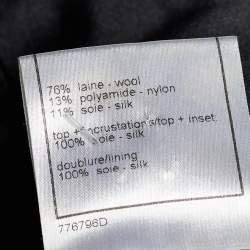 76% laine - wool
13% polyamide - nylon
11% soie - silk
top + incrustations/top + inset
100% soie - silk
doublure/lining
100% soie - silk
776796D